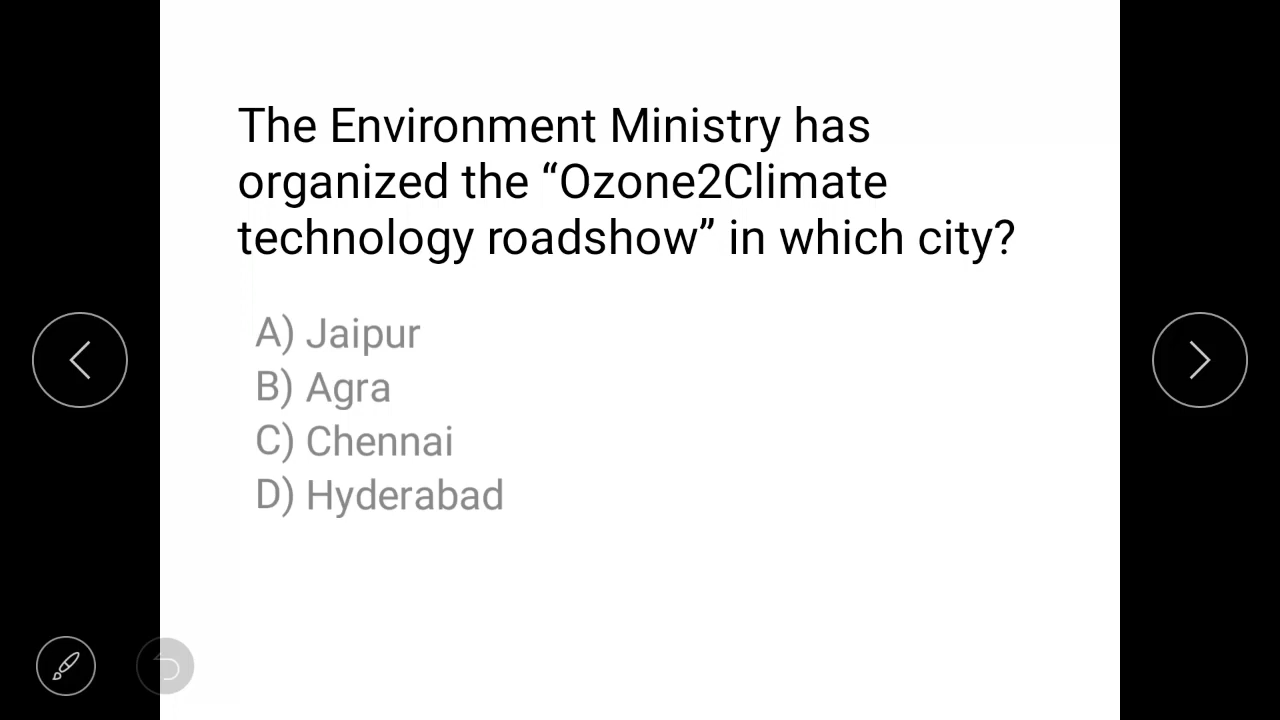 The Environment Ministry has
organized the “Ozone2Climate
technology roadshow” in which city?
A) Jaipur
B) Agra
C) Chennai
D) Hyderabad